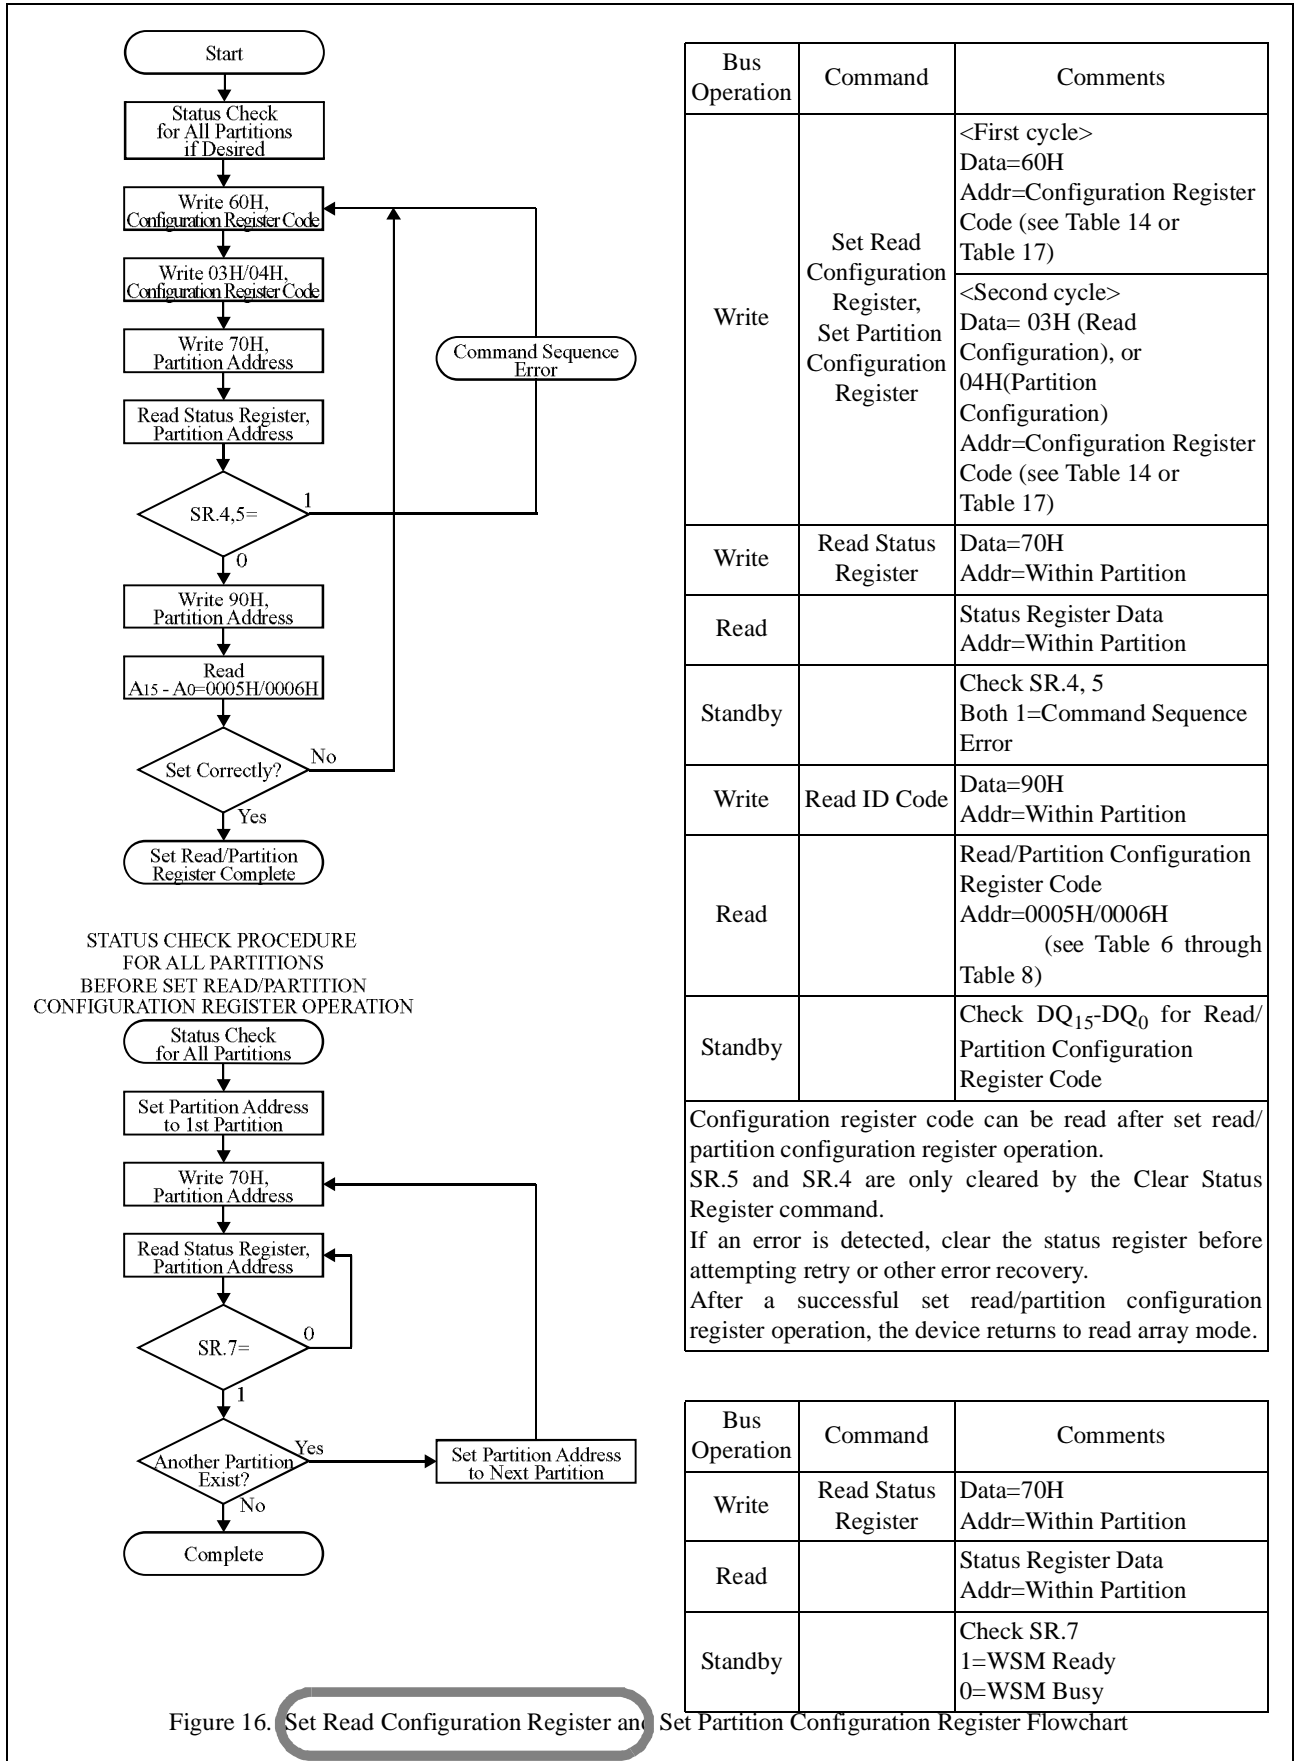 Start
Status Check
for All Partitions
if Desired
Write 60H,
Configuration Register Code
Write 03H/04H,
Configuration Register Code
Write 70H,
Partition Address
Read Status Register,
Partition Address
SR.4,5=
1
0
Command Sequence
Error
Write 90H,
Partition Address
Read
A15 - A0=0005H/0006H
Set Correctly?
No
Yes
Set Read/Partition
Register Complete
STATUS CHECK PROCEDURE
FOR ALL PARTITIONS
BEFORE SET READ/PARTITION
CONFIGURATION REGISTER OPERATION
Status Check
for All Partitions
Set Partition Address
to 1st Partition
Write 70H,
Partition Address
Read Status Register,
Partition Address
SR.7=
0
1
Another Partition
Exist?
Yes
No
Set Partition Address
to Next Partition
Complete
Bus
Operation
Command
Comments
Write
Set Read
Configuration
Register,
Set Partition
Configuration
Register
<First cycle>
Data=60H
Addr=Configuration Register
Code (see Table 14 or
Table 17)
<Second cycle>
Data= 03H (Read
Configuration), or
04H(Partition
Configuration)
Addr=Configuration Register
Code (see Table 14 or
Table 17)
Write
Read Status
Register
Data=70H
Addr=Within Partition
Read
Status Register Data
Addr=Within Partition
Standby
Check SR.4, 5
Both 1=Command Sequence
Error
Write
Read ID Code
Data=90H
Addr=Within Partition
Read
Read/Partition Configuration
Register Code
Addr=0005H/0006H
(see Table 6 through
Table 8)
Standby
Check DQ15-DQ0 for Read/
Partition Configuration
Register Code
Configuration register code can be read after set read/
partition configuration register operation.
SR.5 and SR.4 are only cleared by the Clear Status
Register command.
If an error is detected, clear the status register before
attempting retry or other error recovery.
After a successful set read/partition configuration
register operation, the device returns to read array mode.
Bus
Operation
Command
Comments
Write
Read Status
Register
Data=70H
Addr=Within Partition
Read
Status Register Data
Addr=Within Partition
Standby
Check SR.7
1=WSM Ready
0=WSM Busy
Figure 16. Set Read Configuration Register and Set Partition Configuration Register Flowchart